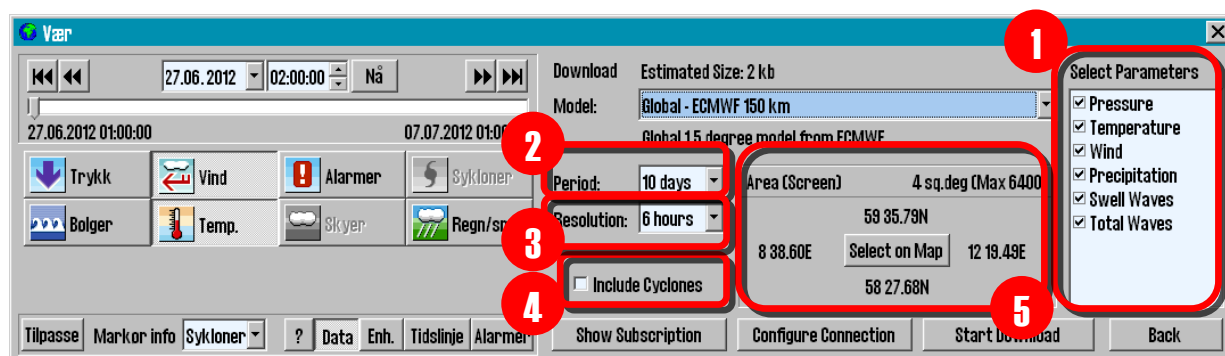 Vær
27.06.2012 02:00:00 Nå
27.06.2012 01:00:00 07.07.2012 01:00
Trykk Vind Alarmer Sykloner
Bolger Temp. Skyer Regn/sn
Tilpasse Markor info Sykloner ? Data Enh. Tidslinje Alarmer
Download Estimated Size: 2 kb
Model: Global - ECMWF 150 km
Global 1.5 degree model from ECMWF
2
Period: 10 days
Resolution: 6 hours
3
Include Cyclones
4
Area (Screen) 4 sq.deg (Max 6400
59 35.79N
8 38.60E Select on Map 12 19.49E
58 27.68N
5
1
Select Parameters
Pressure
Temperature
Wind
Precipitation
Swell Waves
Total Waves
Show Subscription Configure Connection Start Download Back